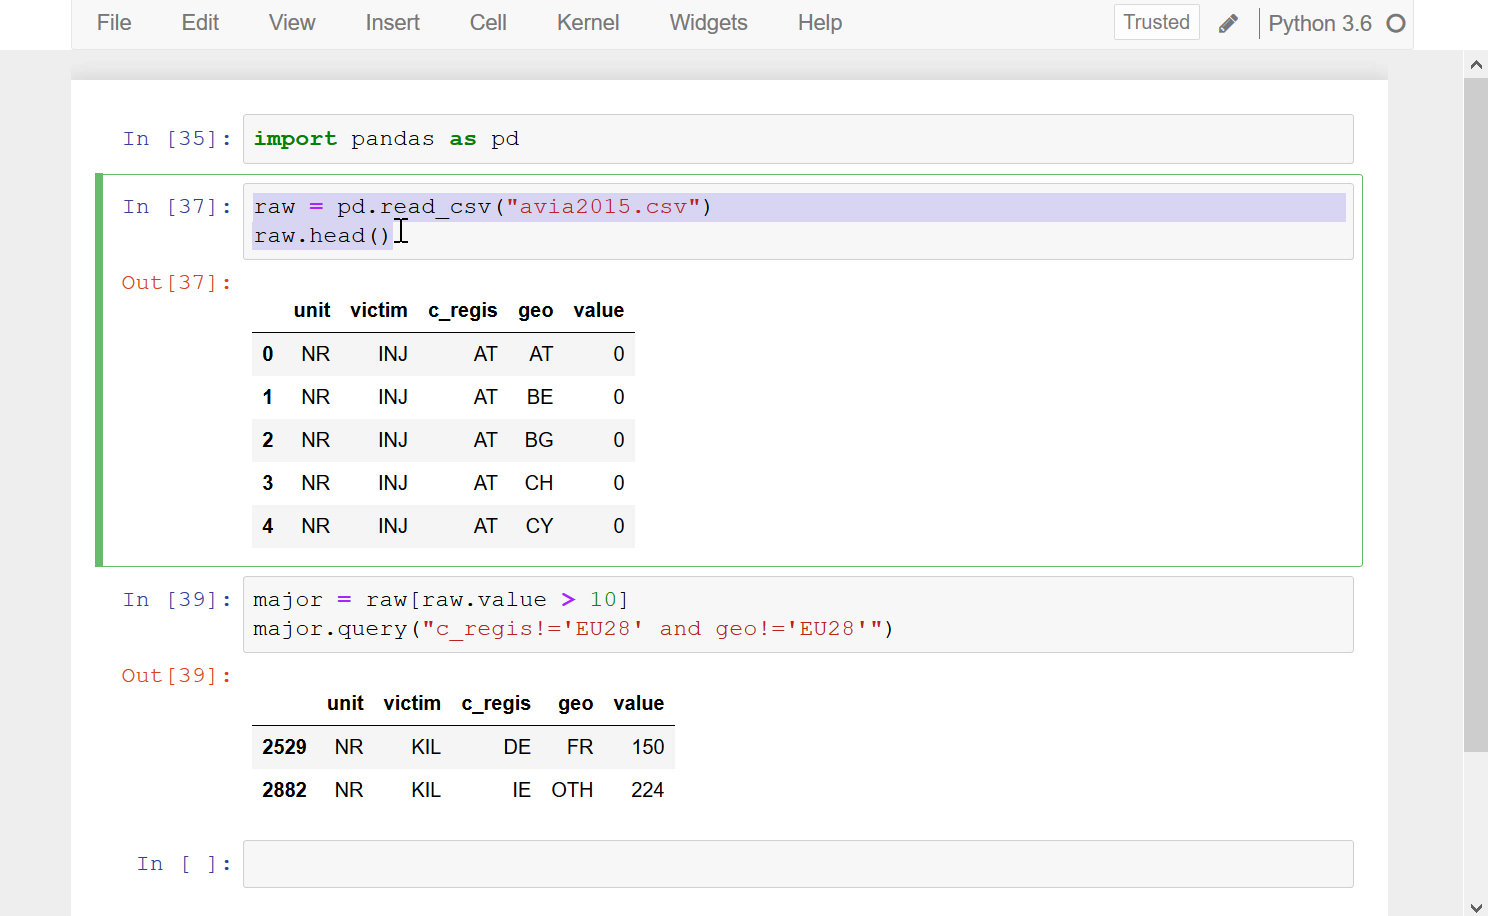 File Edit View Insert Cell Kernel Widgets Help Trusted Python 3.6
In [35]: import pandas as pd
In [37]: raw = pd.read_csv("avia2015.csv")
raw.head()
Out[37]:
unit victim c_regis geo value
0 NR INJ AT AT 0
1 NR INJ AT BE 0
2 NR INJ AT BG 0
3 NR INJ AT CH 0
4 NR INJ AT CY 0
In [39]: major = raw[raw.value > 10]
major.query("c_regis!='EU28' and geo!='EU28'")
Out[39]:
unit victim c_regis geo value
2529 NR KIL DE FR 150
2882 NR KIL IE OTH 224
In [ ]: